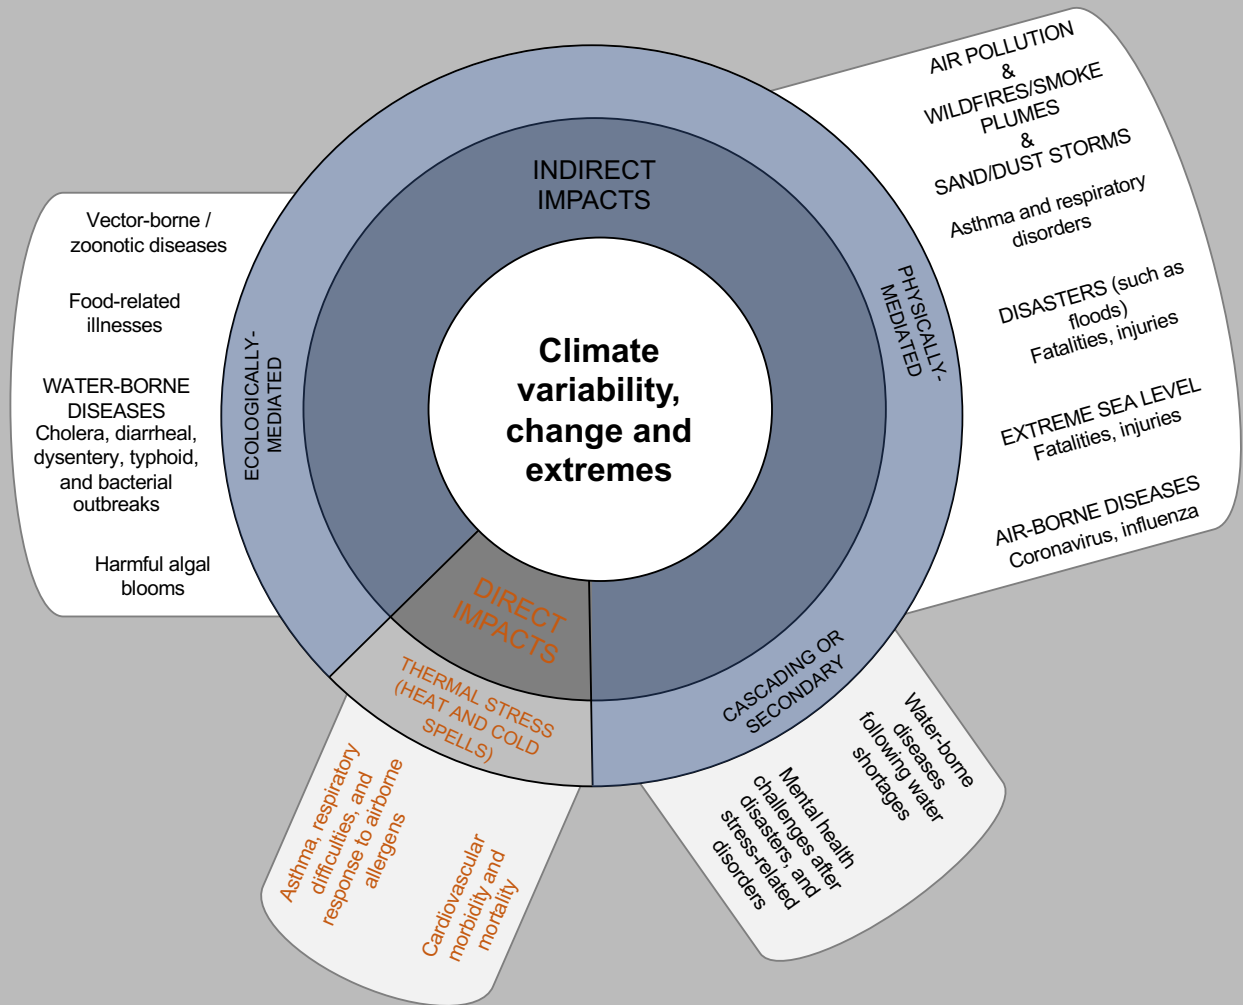 Climate
variability,
change and
extremes
INDIRECT
IMPACTS
DIRECT
IMPACTS
ECOLOGICALLY-
MEDIATED
PHYSICALLY-
MEDIATED
CASCADING OR
SECONDARY
THERMAL STRESS
(HEAT AND COLD
SPELLS)
Vector-borne /
zoonotic diseases
Food-related
illnesses
WATER-BORNE
DISEASES
Cholera, diarrheal,
dysentery, typhoid,
and bacterial
outbreaks
Harmful algal
blooms
AIR POLLUTION
&
WILDFIRES/SMOKE
PLUMES
&
SAND/DUST STORMS
Asthma and respiratory
disorders
DISASTERS (such as
floods)
Fatalities, injuries
EXTREME SEA LEVEL
Fatalities, injuries
AIR-BORNE DISEASES
Coronavirus, influenza
Water-borne
diseases
following water
shortages
Mental health
challenges after
disasters, and
stress-related
disorders
Asthma, respiratory
difficulties, and
response to airborne
allergens
Cardiovascular
morbidity and
mortality